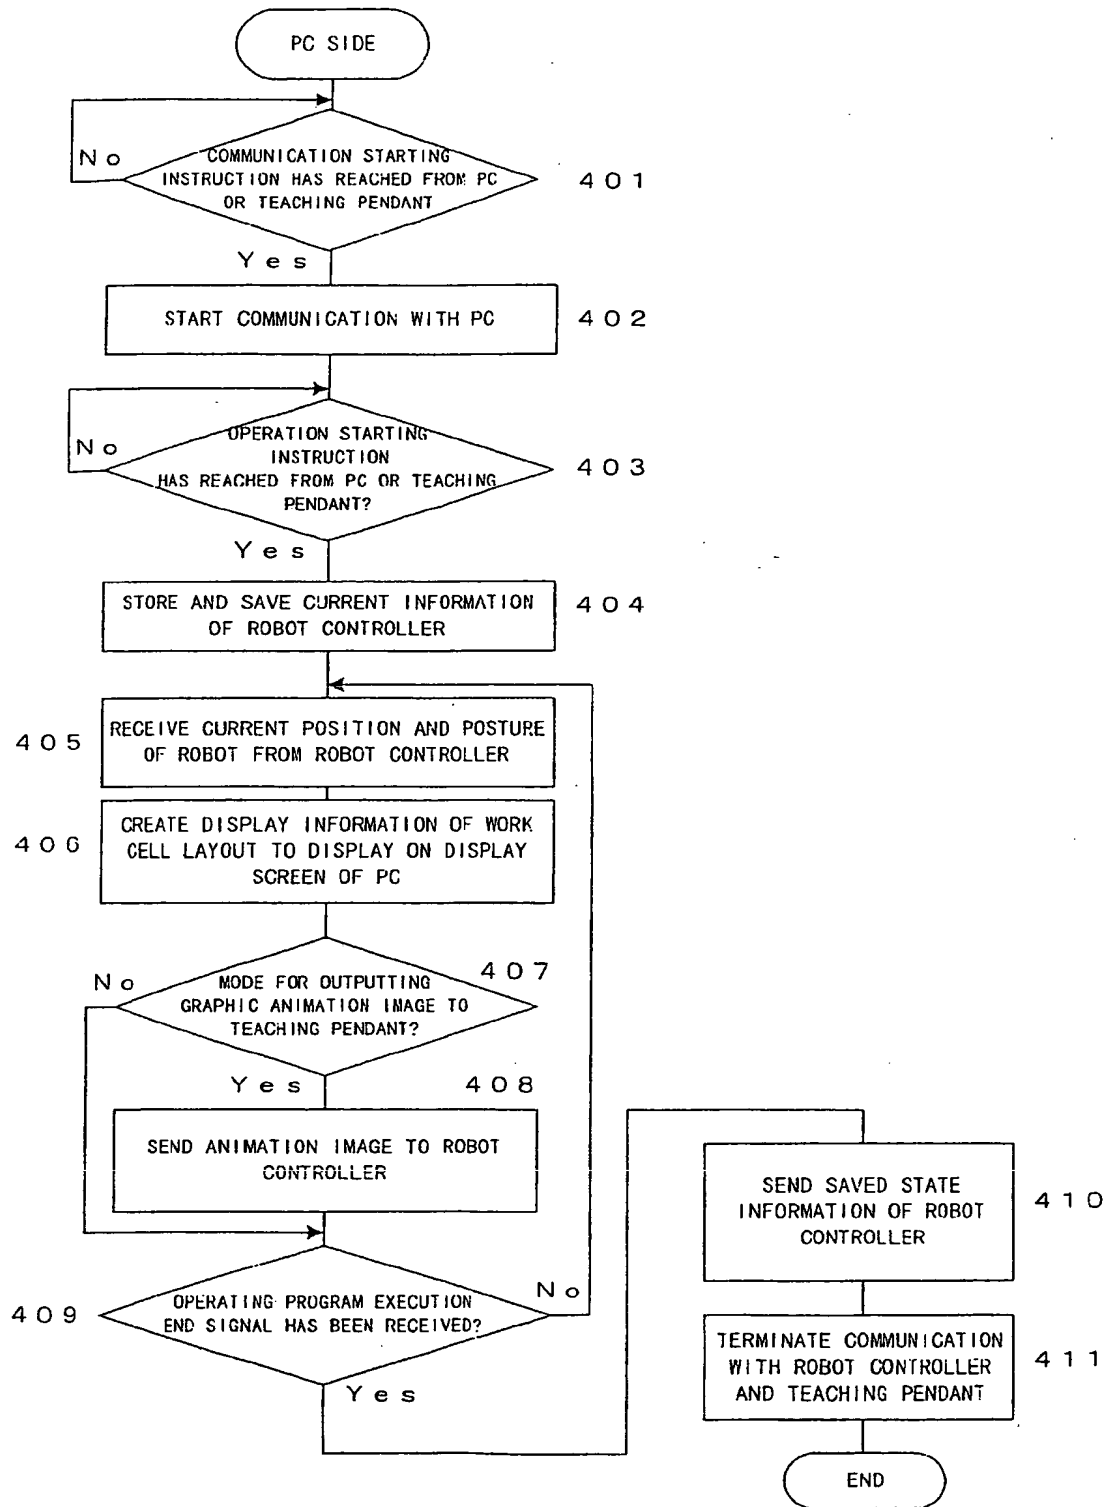 PC SIDE
No
COMMUNICATION STARTING
INSTRUCTION HAS REACHED FROM PC
OR TEACHING PENDANT
401
Yes
START COMMUNICATION WITH PC
402
No
OPERATION STARTING
INSTRUCTION
HAS REACHED FROM PC OR TEACHING
PENDANT?
403
Yes
STORE AND SAVE CURRENT INFORMATION
OF ROBOT CONTROLLER
404
405
RECEIVE CURRENT POSITION AND POSTURE
OF ROBOT FROM ROBOT CONTROLLER
406
CREATE DISPLAY INFORMATION OF WORK
CELL LAYOUT TO DISPLAY ON DISPLAY
SCREEN OF PC
No
MODE FOR OUTPUTTING
GRAPHIC ANIMATION IMAGE TO
TEACHING PENDANT?
407
Yes
408
SEND ANIMATION IMAGE TO ROBOT
CONTROLLER
409
OPERATING PROGRAM EXECUTION
END SIGNAL HAS BEEN RECEIVED?
No
Yes
SEND SAVED STATE
INFORMATION OF ROBOT
CONTROLLER
410
TERMINATE COMMUNICATION
WITH ROBOT CONTROLLER
AND TEACHING PENDANT
411
END